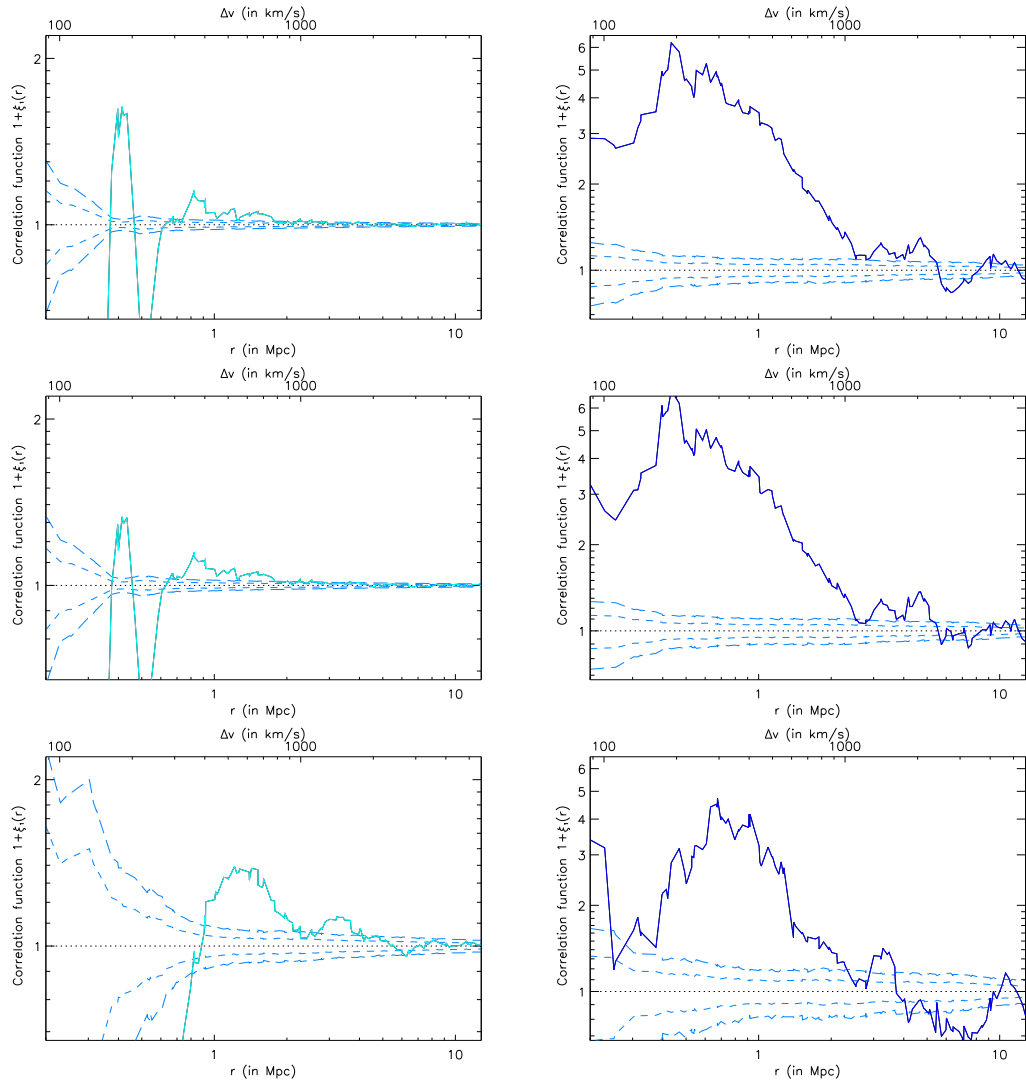 Δv (in km/s)
Δv (in km/s)
100 1000
100 1000
2
1
Correlation function 1+ξ₁(r)
1 10
r (in Mpc)
6
5
4
3
2
1
Correlation function 1+ξ₁(r)
1 10
r (in Mpc)
Δv (in km/s)
Δv (in km/s)
100 1000
100 1000
2
1
Correlation function 1+ξ₁(r)
1 10
r (in Mpc)
6
5
4
3
2
1
Correlation function 1+ξ₁(r)
1 10
r (in Mpc)
Δv (in km/s)
Δv (in km/s)
100 1000
100 1000
2
1
Correlation function 1+ξ₁(r)
1 10
r (in Mpc)
6
5
4
3
2
1
Correlation function 1+ξ₁(r)
1 10
r (in Mpc)